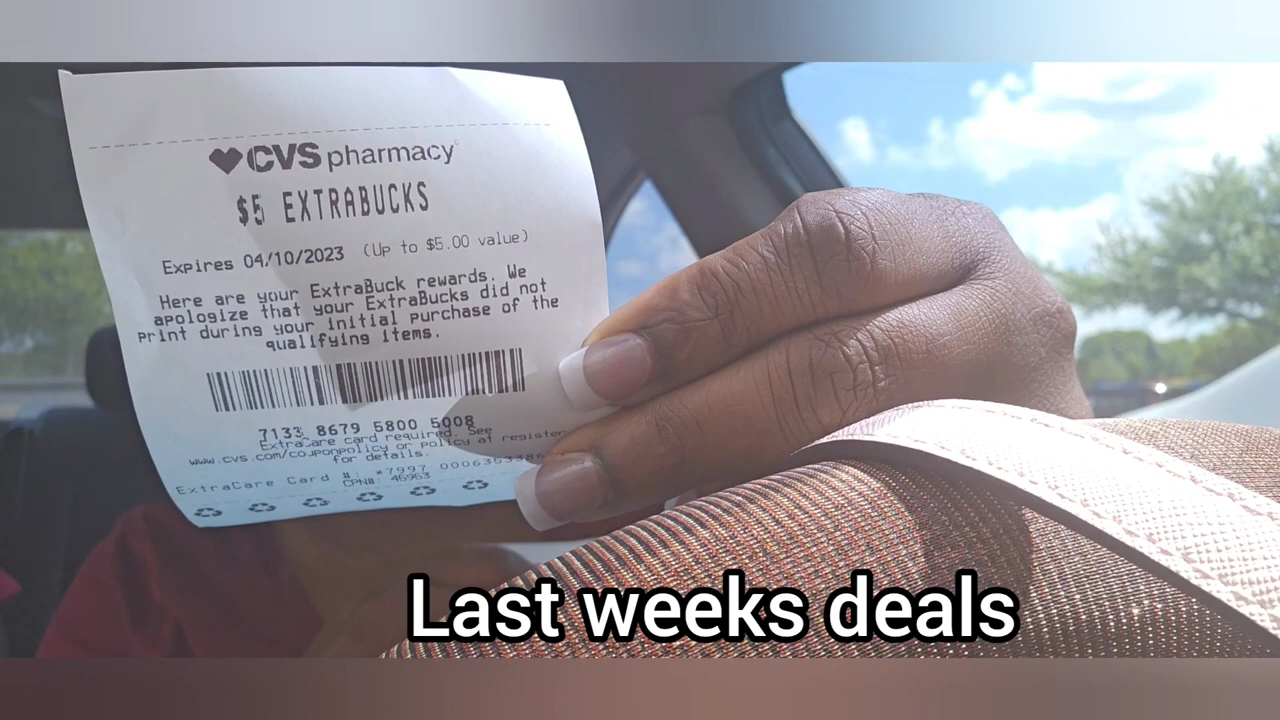 CVS pharmacy
$5 EXTRABUCKS
Expires 04/10/2023 (Up to $5.00 value)
Here are your ExtraBuck rewards. We
apologize that your ExtraBucks did not
print during your initial purchase of the
qualifying items.
7133 8679 5800 5008
ExtraCare card required. See
www.cvs.com/couponpolicy or policy at register
for details.
ExtraCare Card #: *7997
CPN#: 46963
Last weeks deals